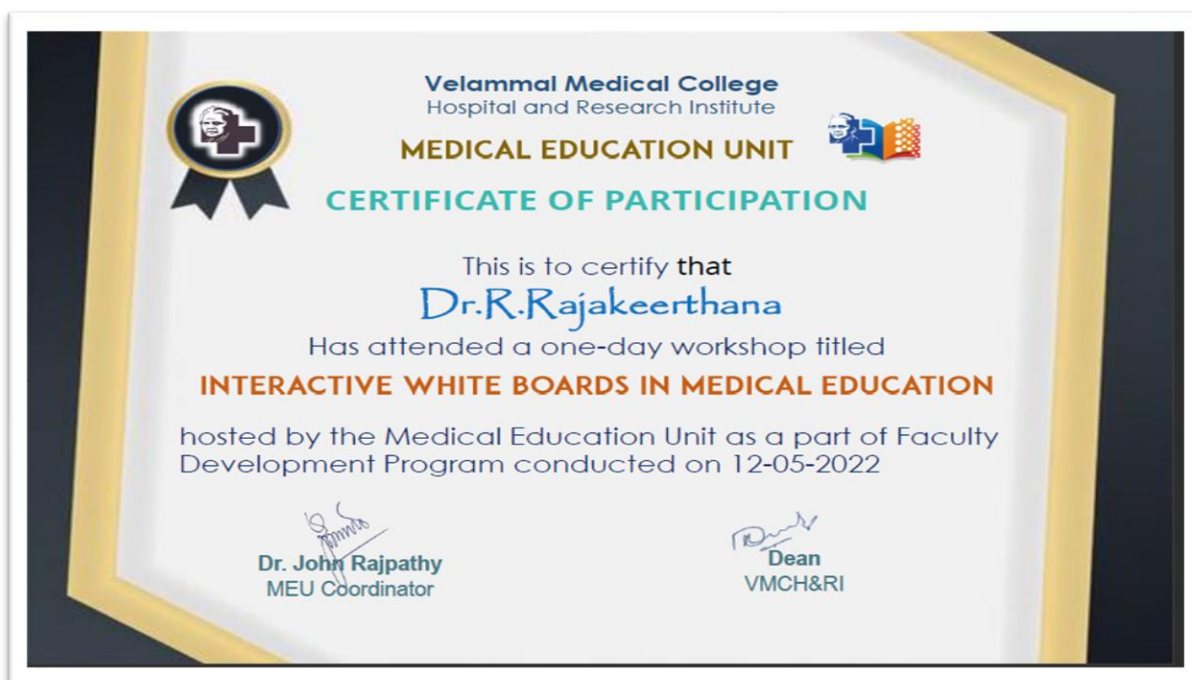 Velammal Medical College
Hospital and Research Institute
MEDICAL EDUCATION UNIT
CERTIFICATE OF PARTICIPATION
This is to certify that
Dr.R.Rajakeerthana
Has attended a one-day workshop titled
INTERACTIVE WHITE BOARDS IN MEDICAL EDUCATION
hosted by the Medical Education Unit as a part of Faculty
Development Program conducted on 12-05-2022
Dr. John Rajpathy
MEU Coordinator
Dean
VMCH&RI